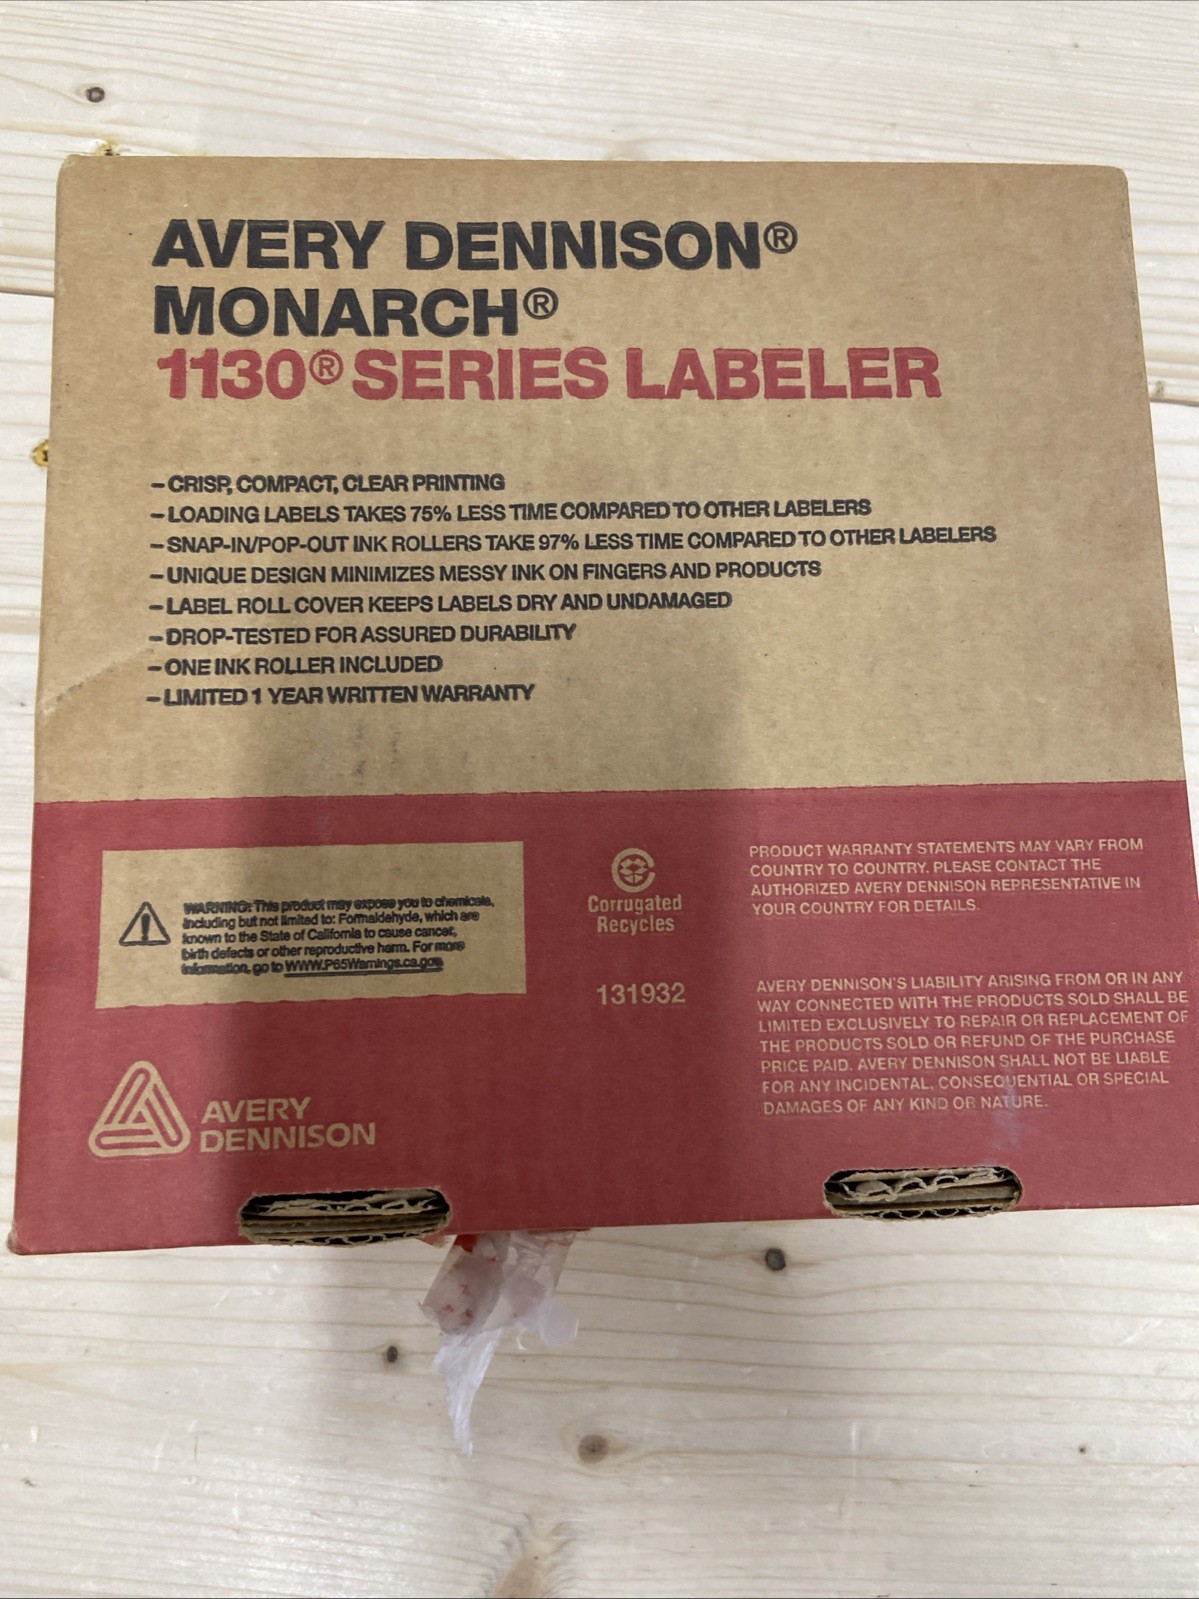 AVERY DENNISON®
MONARCH®
1130® SERIES LABELER
– CRISP, COMPACT, CLEAR PRINTING
– LOADING LABELS TAKES 75% LESS TIME COMPARED TO OTHER LABELERS
– SNAP-IN/POP-OUT INK ROLLERS TAKE 97% LESS TIME COMPARED TO OTHER LABELERS
– UNIQUE DESIGN MINIMIZES MESSY INK ON FINGERS AND PRODUCTS
– LABEL ROLL COVER KEEPS LABELS DRY AND UNDAMAGED
– DROP-TESTED FOR ASSURED DURABILITY
– ONE INK ROLLER INCLUDED
– LIMITED 1 YEAR WRITTEN WARRANTY
WARNING: This product may expose you to chemicals,
including but not limited to: Formaldehyde, which are
known to the State of California to cause cancer,
birth defects or other reproductive harm. For more
information, go to WWW.P65Warnings.ca.gov
AVERY
DENNISON
Corrugated
Recycles
131932
PRODUCT WARRANTY STATEMENTS MAY VARY FROM
COUNTRY TO COUNTRY. PLEASE CONTACT THE
AUTHORIZED AVERY DENNISON REPRESENTATIVE IN
YOUR COUNTRY FOR DETAILS.
AVERY DENNISON'S LIABILITY ARISING FROM OR IN ANY
WAY CONNECTED WITH THE PRODUCTS SOLD SHALL BE
LIMITED EXCLUSIVELY TO REPAIR OR REPLACEMENT OF
THE PRODUCTS SOLD OR REFUND OF THE PURCHASE
PRICE PAID. AVERY DENNISON SHALL NOT BE LIABLE
FOR ANY INCIDENTAL, CONSEQUENTIAL OR SPECIAL
DAMAGES OF ANY KIND OR NATURE.